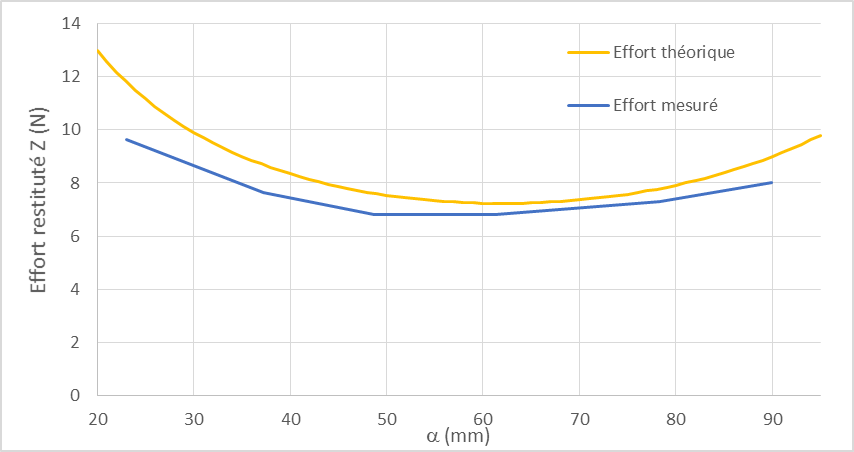 14
12
10
8
6
4
2
0
Effort restituté Z (N)
Effort théorique
Effort mesuré
20 30 40 50 60 70 80 90
α (mm)